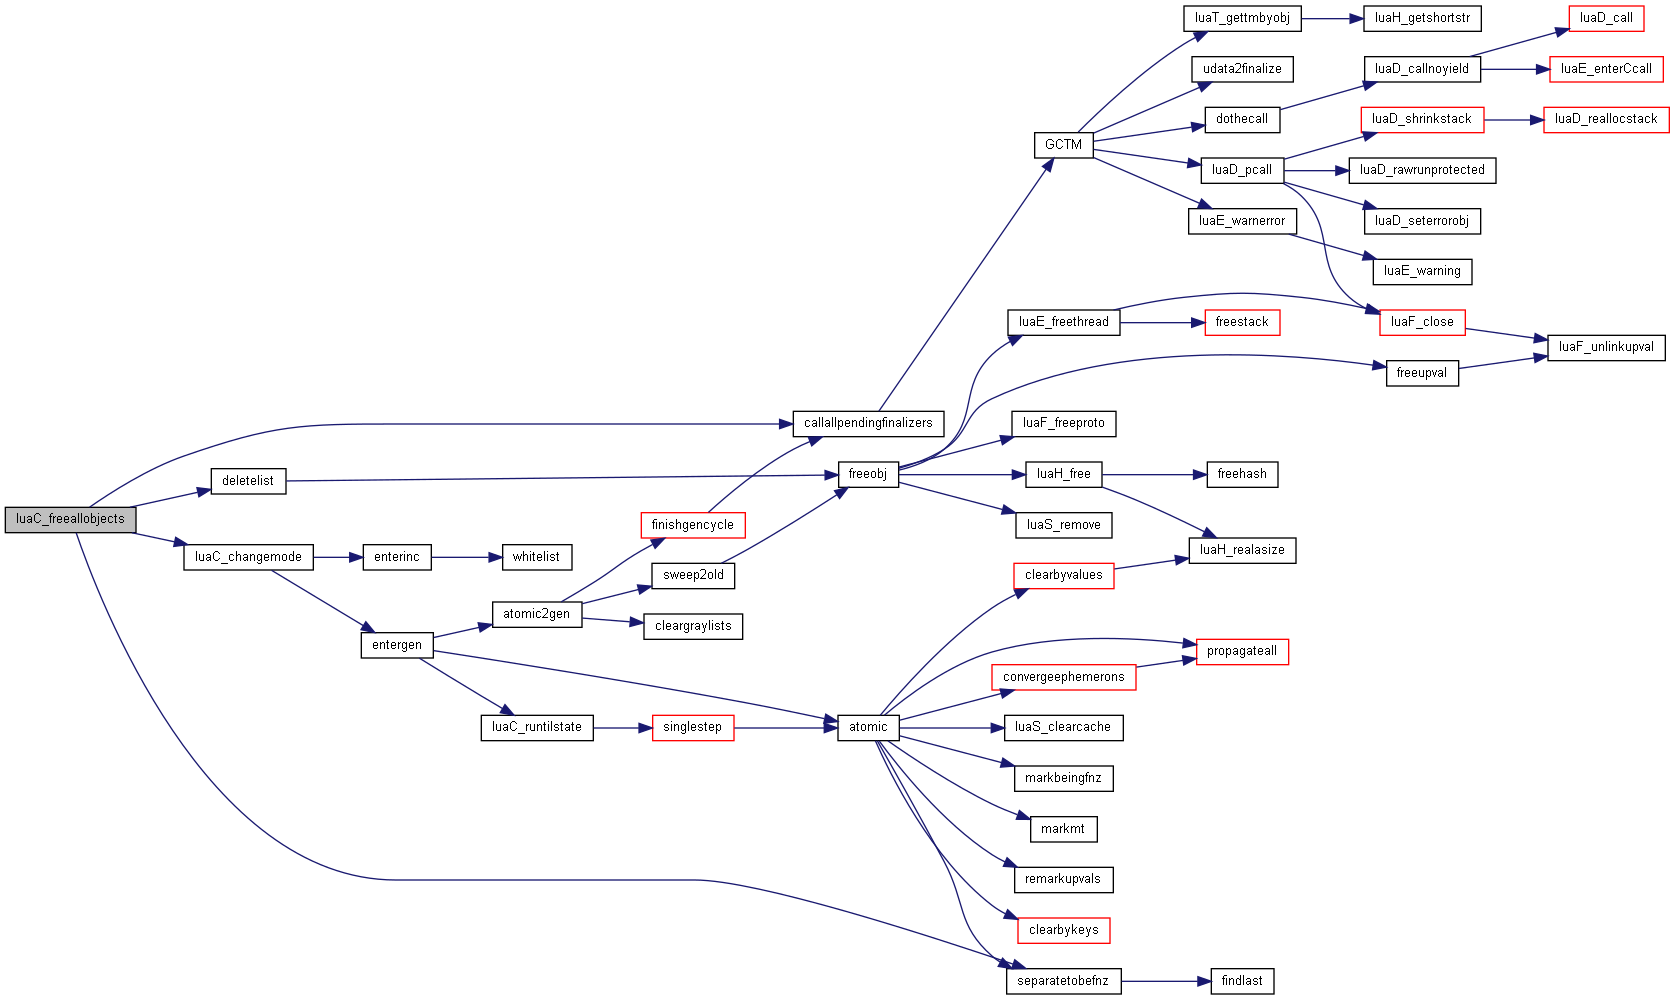 luaT_gettmbyobj
luaH_getshortstr
luaD_call
udata2finalize
luaD_callnoyield
luaE_enterCcall
dothecall
luaD_shrinkstack
luaD_reallocstack
GCTM
luaD_pcall
luaD_rawrunprotected
luaE_warnerror
luaD_seterrorobj
luaE_warning
luaE_freethread
freestack
luaF_close
luaF_unlinkupval
freeupval
callallpendingfinalizers
luaF_freeproto
deletelist
freeobj
luaH_free
freehash
luaC_freeallobjects
finishgencycle
luaS_remove
luaC_changemode
enterinc
whitelist
luaH_realasize
sweep2old
clearbyvalues
atomic2gen
cleargraylists
entergen
propagateall
convergeephemerons
luaC_runtilstate
singlestep
atomic
luaS_clearcache
markbeingfnz
markmt
remarkupvals
clearbykeys
separatetobefnz
findlast